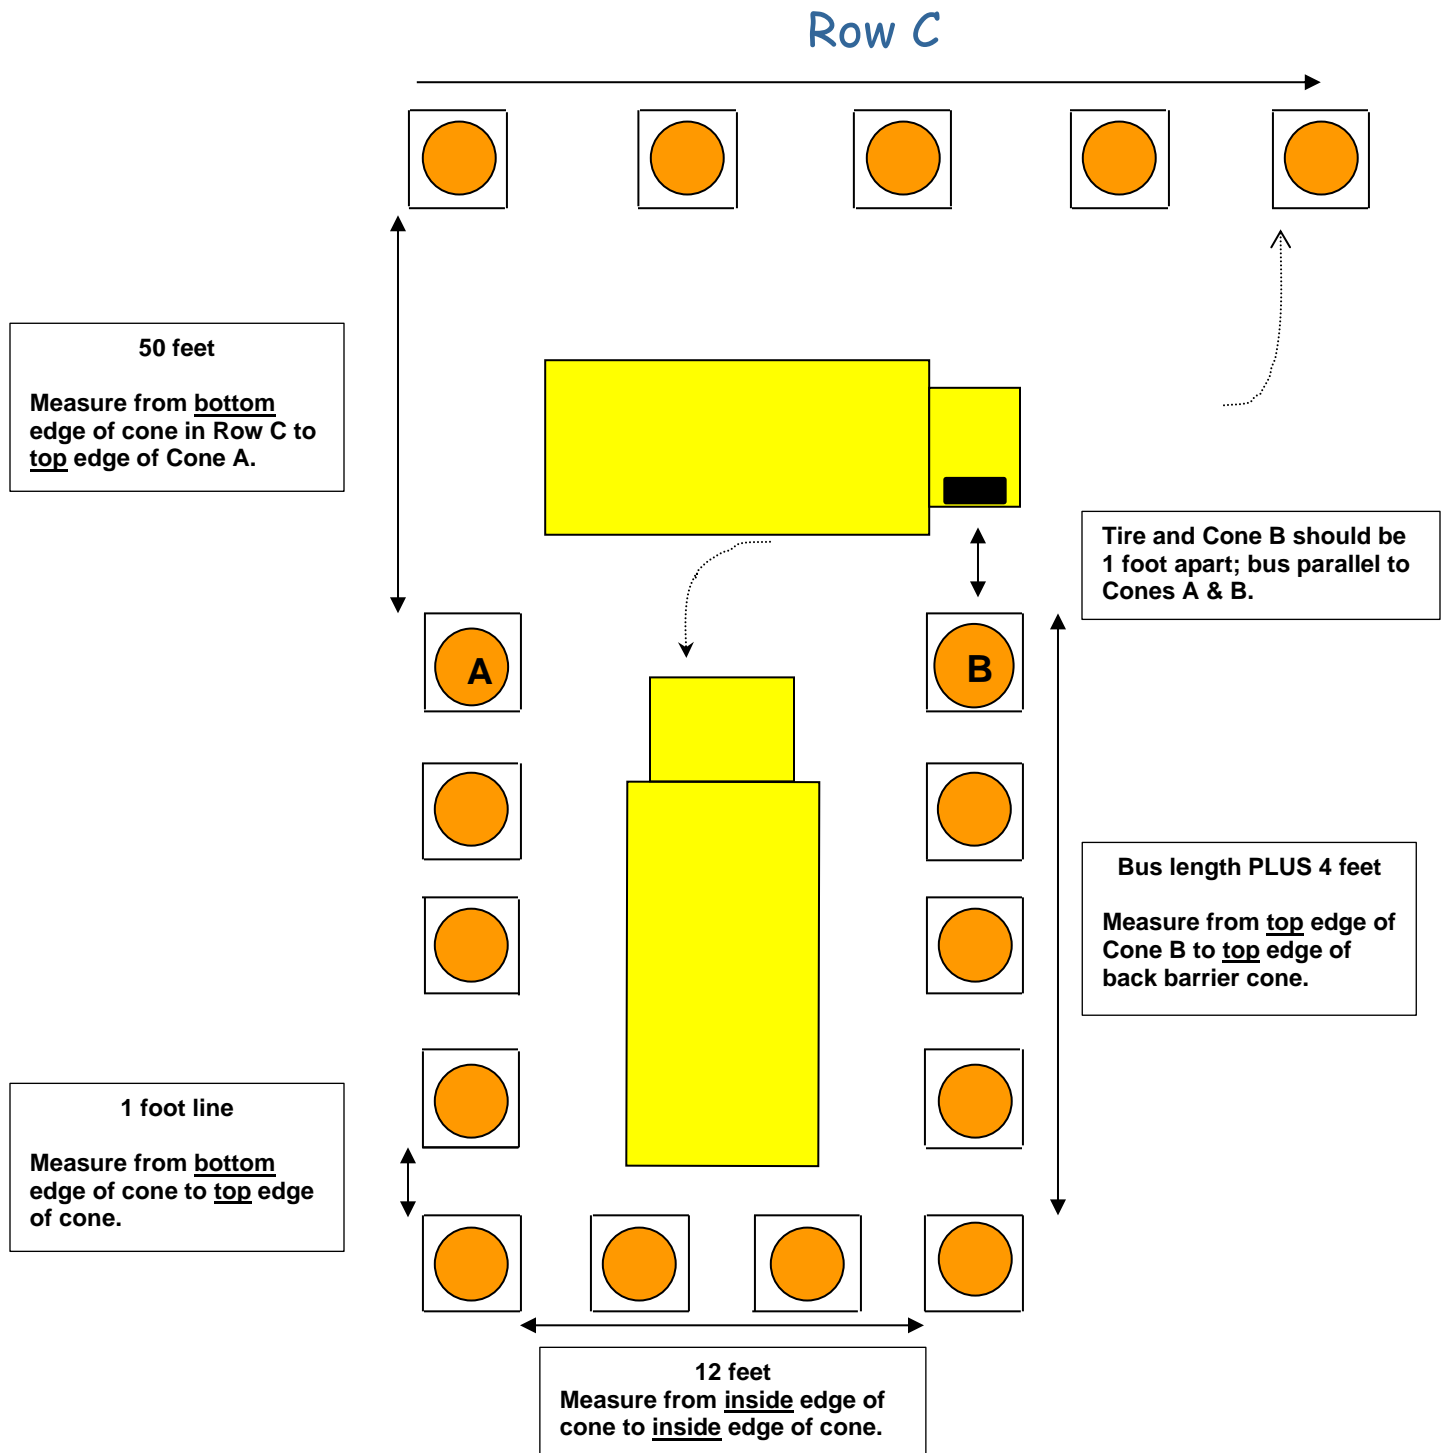 Row C
50 feet
Measure from bottom
edge of cone in Row C to
top edge of Cone A.
Tire and Cone B should be
1 foot apart; bus parallel to
Cones A & B.
A
B
Bus length PLUS 4 feet
Measure from top edge of
Cone B to top edge of
back barrier cone.
1 foot line
Measure from bottom
edge of cone to top edge
of cone.
12 feet
Measure from inside edge of
cone to inside edge of cone.